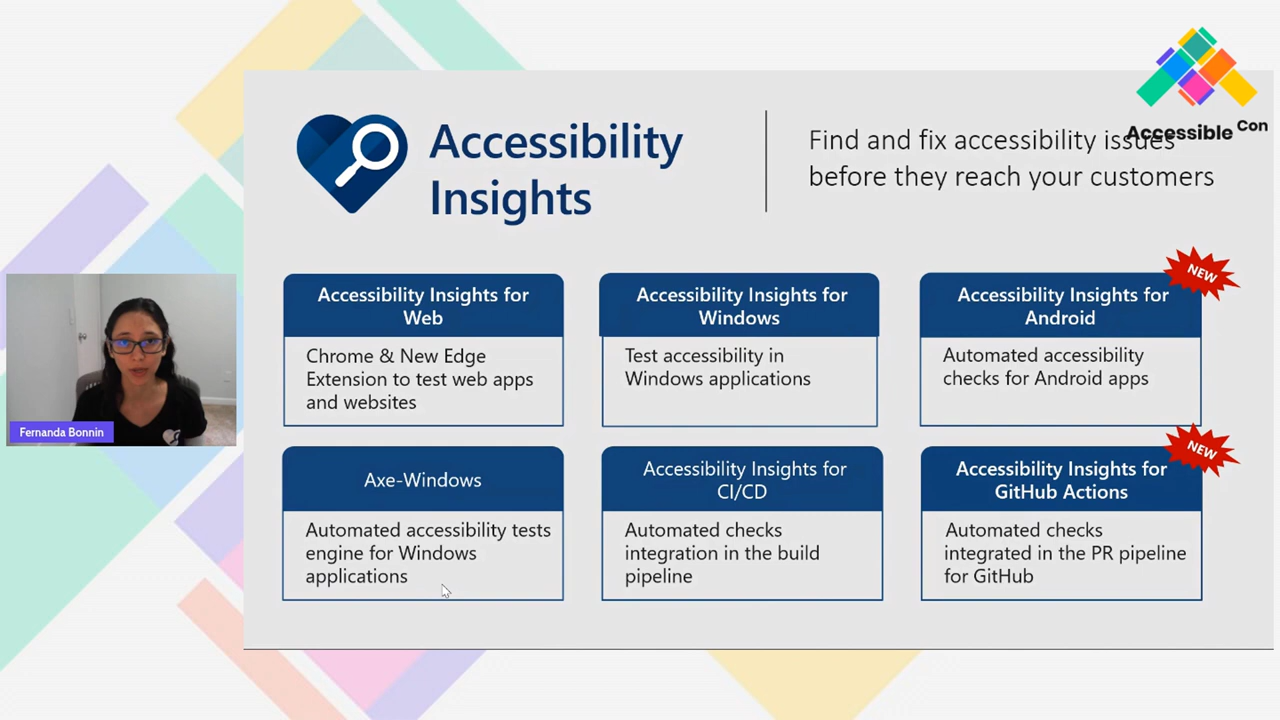 Accessible Con
Accessibility
Insights
Find and fix accessibility issues
before they reach your customers
Accessibility Insights for
Web
Chrome & New Edge
Extension to test web apps
and websites
Accessibility Insights for
Windows
Test accessibility in
Windows applications
NEW
Accessibility Insights for
Android
Automated accessibility
checks for Android apps
Fernanda Bonnin
Axe-Windows
Automated accessibility tests
engine for Windows
applications
Accessibility Insights for
CI/CD
Automated checks
integration in the build
pipeline
NEW
Accessibility Insights for
GitHub Actions
Automated checks
integrated in the PR pipeline
for GitHub